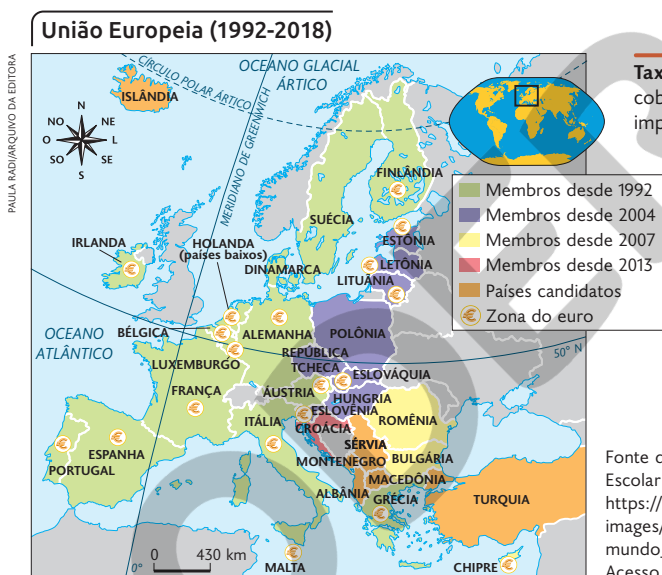 União Europeia (1992-2018)
PAULA RADI/ARQUIVO DA EDITORA
CÍRCULO POLAR ÁRTICO
OCEANO GLACIAL
ÁRTICO
ISLÂNDIA
N
NO
NE
O
L
SO
SE
S
MERIDIANO DE GREENWICH
FINLÂNDIA
SUÉCIA
ESTÔNIA
LETÔNIA
LITUÂNIA
IRLANDA
HOLANDA
(países baixos)
DINAMARCA
OCEANO
ATLÂNTICO
BÉLGICA
ALEMANHA
POLÔNIA
LUXEMBURGO
REPÚBLICA
TCHECA
ESLOVÁQUIA
50° N
FRANÇA
ÁUSTRIA
HUNGRIA
ESLOVÊNIA
ITÁLIA
CROÁCIA
ROMÊNIA
SÉRVIA
ESPANHA
PORTUGAL
MONTENEGRO
BULGÁRIA
MACEDÔNIA
ALBÂNIA
GRÉCIA
TURQUIA
0 430 km
0°
MALTA
CHIPRE
Membros desde 1992
Membros desde 2004
Membros desde 2007
Membros desde 2013
Países candidatos
€ Zona do euro
Tax
cob
imp
Fonte
Escolar
https://
images/
mundo
Acesso